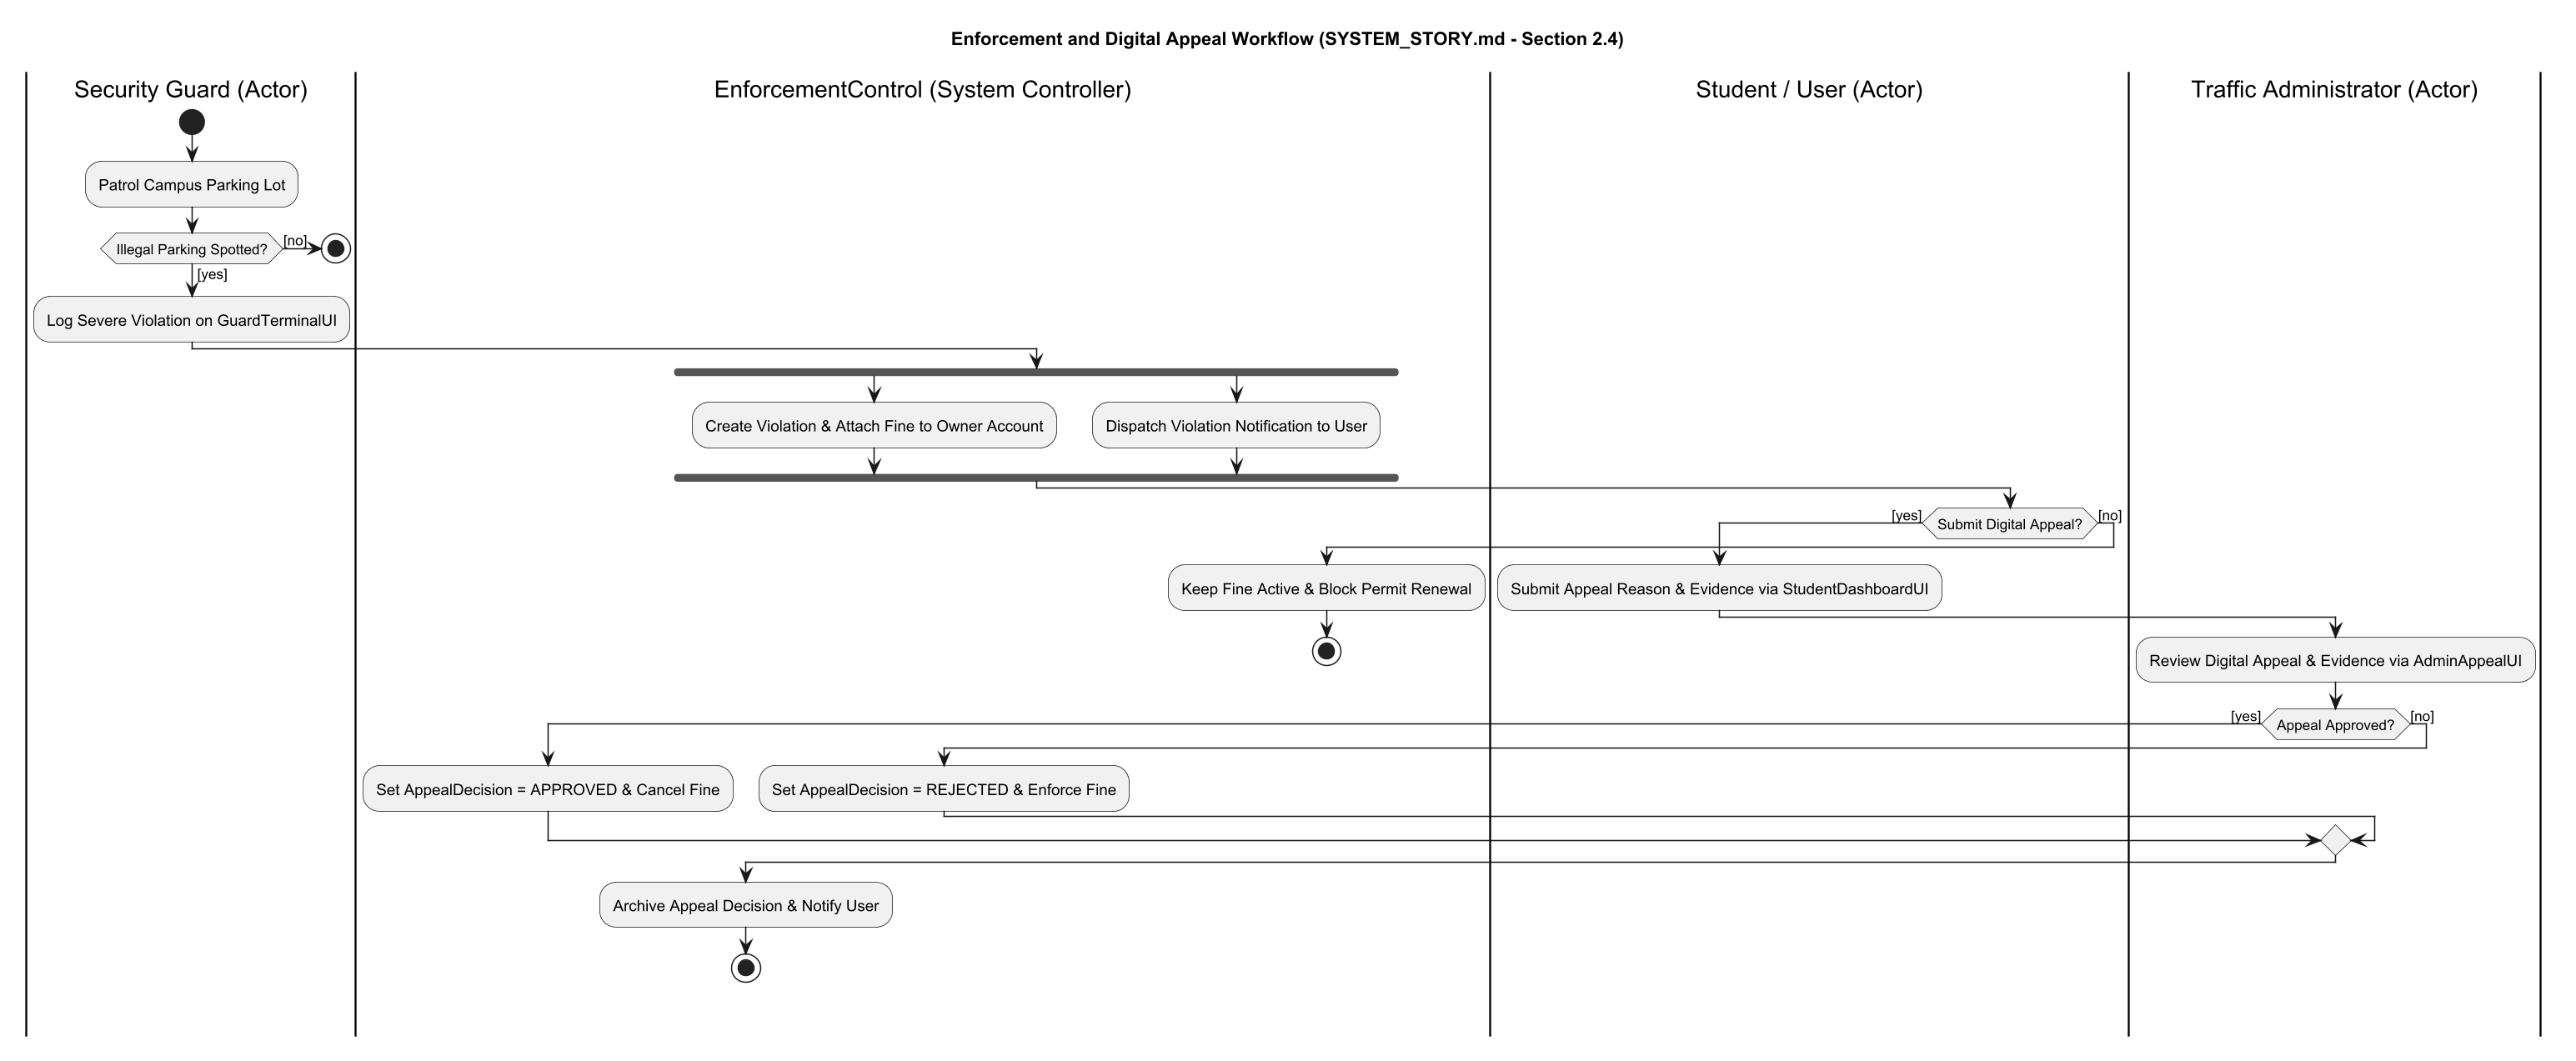 Enforcement and Digital Appeal Workflow (SYSTEM_STORY.md - Section 2.4)
Security Guard (Actor)
EnforcementControl (System Controller)
Student / User (Actor)
Traffic Administrator (Actor)
Patrol Campus Parking Lot
Illegal Parking Spotted?
[no]
[yes]
Log Severe Violation on GuardTerminalUI
Create Violation & Attach Fine to Owner Account
Dispatch Violation Notification to User
[yes]
Submit Digital Appeal?
[no]
Keep Fine Active & Block Permit Renewal
Submit Appeal Reason & Evidence via StudentDashboardUI
Review Digital Appeal & Evidence via AdminAppealUI
[yes]
Appeal Approved?
[no]
Set AppealDecision = APPROVED & Cancel Fine
Set AppealDecision = REJECTED & Enforce Fine
Archive Appeal Decision & Notify User